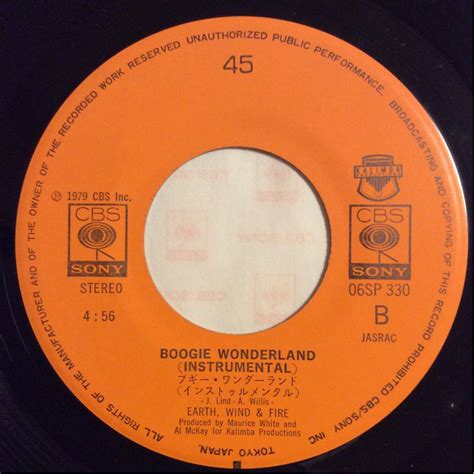 ALL RIGHTS OF THE MANUFACTURER AND OF THE OWNER OF THE RECORDED WORK RESERVED UNAUTHORIZED PUBLIC PERFORMANCE. BROADCASTING AND COPYING OF THIS RECORD PROHIBITED CBS/SONY INC.
TOKYO JAPAN.
45
KALIMBA
Ⓟ 1979 CBS Inc.
CBS
SONY
STEREO
4:56
CBS
SONY
06SP 330
B
JASRAC
BOOGIE WONDERLAND
(INSTRUMENTAL)
ブギー・ワンダーランド
(インストゥルメンタル)
- J. Lind - A. Willis -
EARTH, WIND & FIRE
Produced by Maurice White and
Al McKay for Kalimba Productions